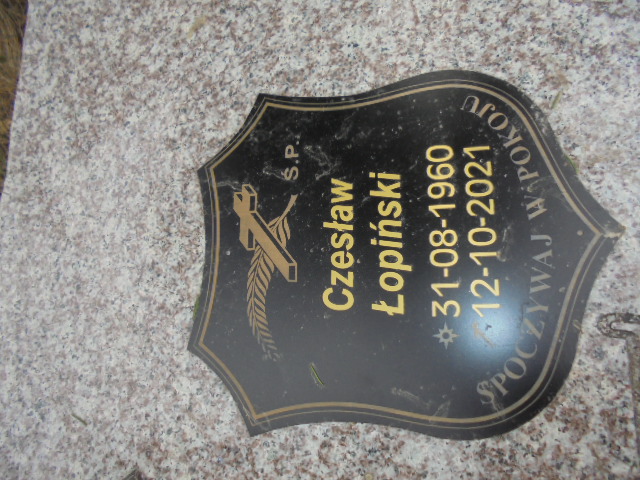 Ś.P.
Czesław
Łopiński
31-08-1960
12-10-2021
SPOCZYWAJ W POKOJU